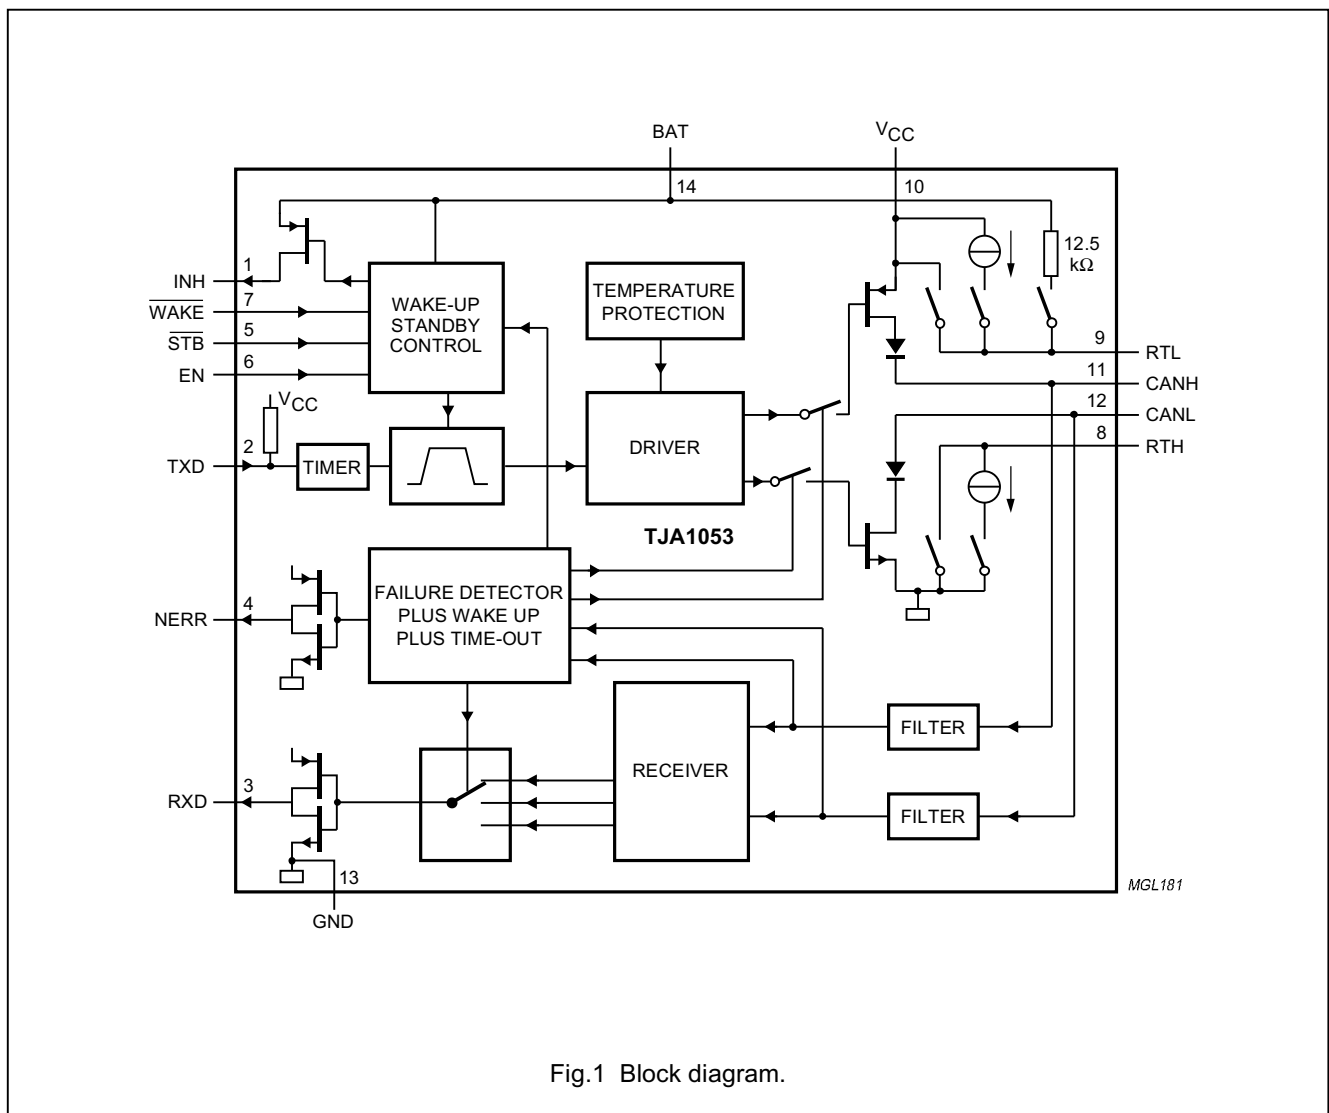 BAT
VCC
14
10
1
INH
7
WAKE
5
STB
6
EN
WAKE-UP
STANDBY
CONTROL
TEMPERATURE
PROTECTION
12.5
kΩ
9
RTL
11
CANH
12
CANL
8
RTH
VCC
2
TXD
TIMER
DRIVER
TJA1053
FAILURE DETECTOR
PLUS WAKE UP
PLUS TIME-OUT
4
NERR
FILTER
RECEIVER
3
RXD
FILTER
13
GND
MGL181
Fig.1 Block diagram.